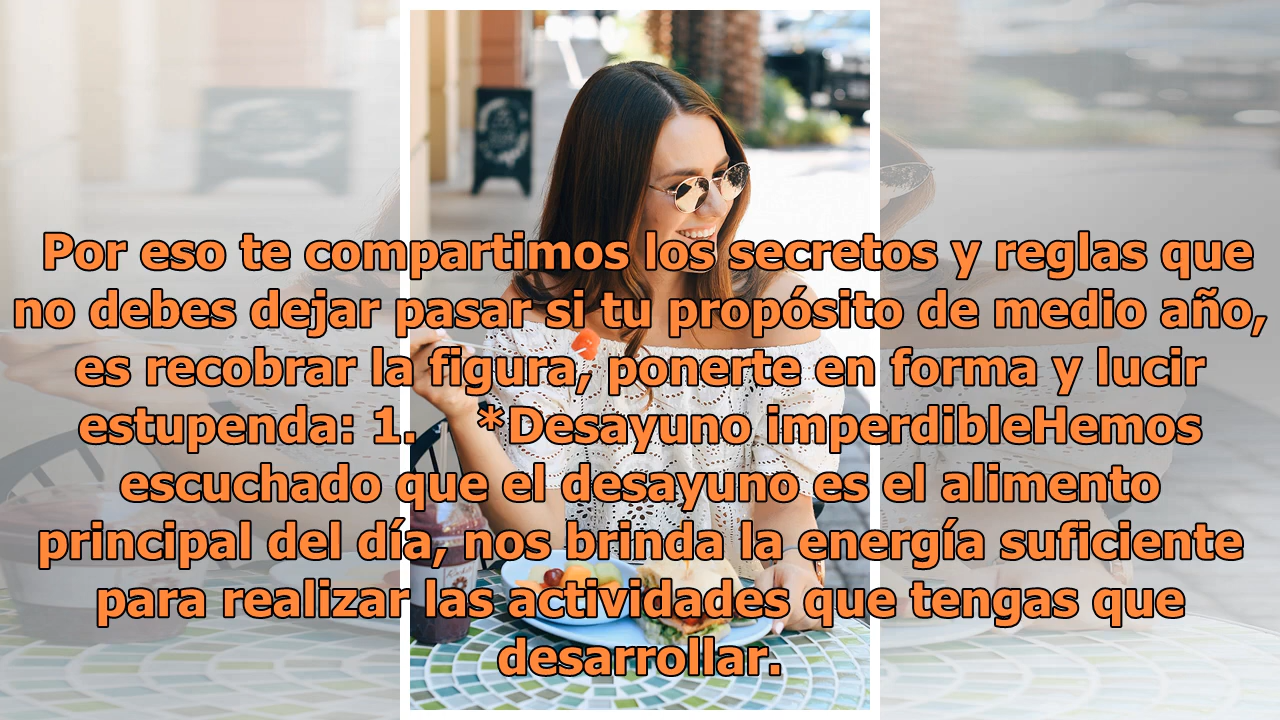 Por eso te compartimos los secretos y reglas que
no debes dejar pasar si tu propósito de medio año,
es recobrar la figura, ponerte en forma y lucir
estupenda: 1.    *Desayuno imperdibleHemos
escuchado que el desayuno es el alimento
principal del día, nos brinda la energía suficiente
para realizar las actividades que tengas que
desarrollar.